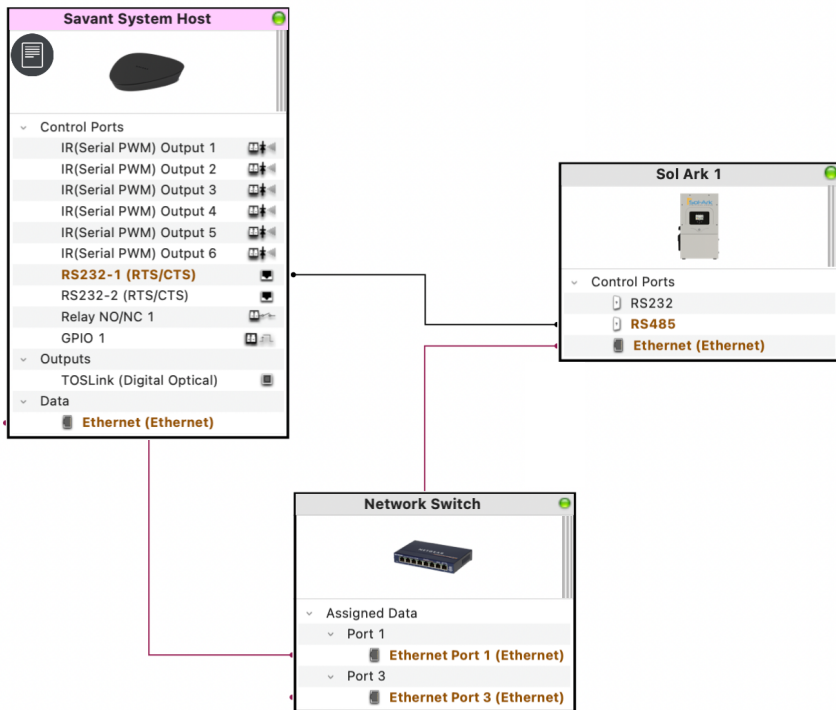 Savant System Host
Control Ports
IR(Serial PWM) Output 1
IR(Serial PWM) Output 2
IR(Serial PWM) Output 3
IR(Serial PWM) Output 4
IR(Serial PWM) Output 5
IR(Serial PWM) Output 6
RS232-1 (RTS/CTS)
RS232-2 (RTS/CTS)
Relay NO/NC 1
GPIO 1
Outputs
TOSLink (Digital Optical)
Data
Ethernet (Ethernet)
Sol Ark 1
Sol-Ark
Control Ports
RS232
RS485
Ethernet (Ethernet)
Network Switch
NETGEAR
Assigned Data
Port 1
Ethernet Port 1 (Ethernet)
Port 3
Ethernet Port 3 (Ethernet)